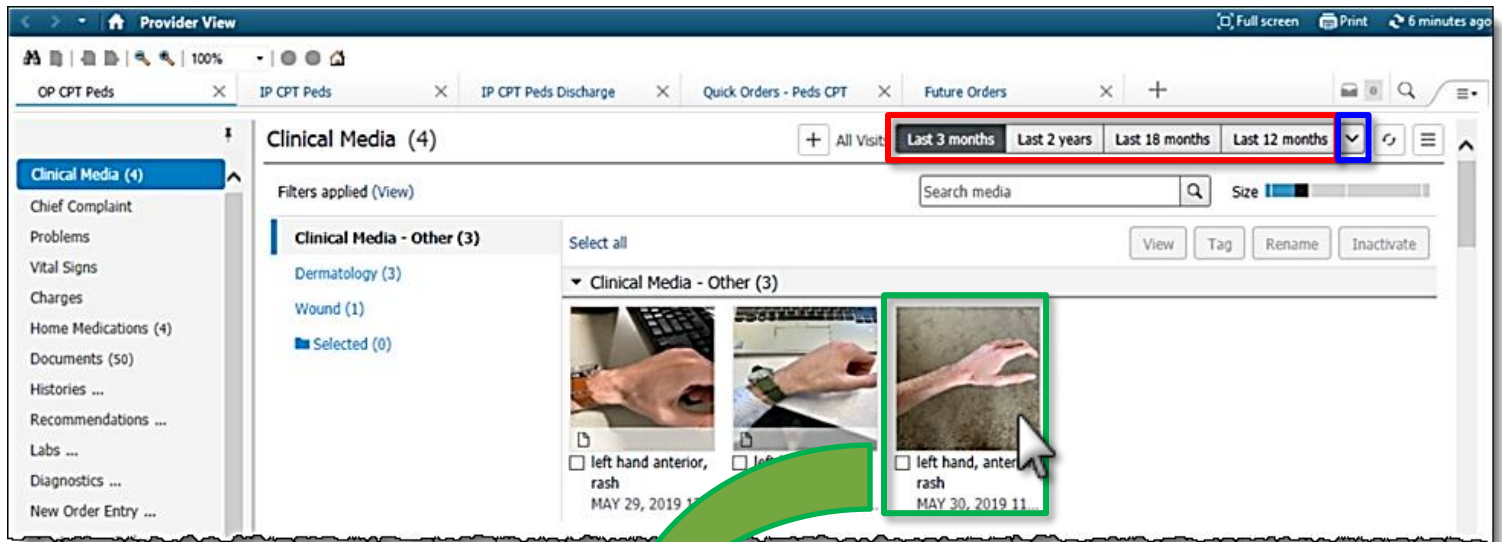 Provider View
Full screen Print 6 minutes ago
100%
OP CPT Peds IP CPT Peds IP CPT Peds Discharge Quick Orders - Peds CPT Future Orders 0
Clinical Media (4) All Visits Last 3 months Last 2 years Last 18 months Last 12 months
Clinical Media (4)
Chief Complaint
Problems
Vital Signs
Charges
Home Medications (4)
Documents (50)
Histories ...
Recommendations ...
Labs ...
Diagnostics ...
New Order Entry ...
Filters applied (View) Search media Size
Clinical Media - Other (3)
Dermatology (3)
Wound (1)
Selected (0)
Select all View Tag Rename Inactivate
Clinical Media - Other (3)
left hand anterior,
rash
MAY 29, 2019
left hand, 
rash
MAY 30, 2019 11...